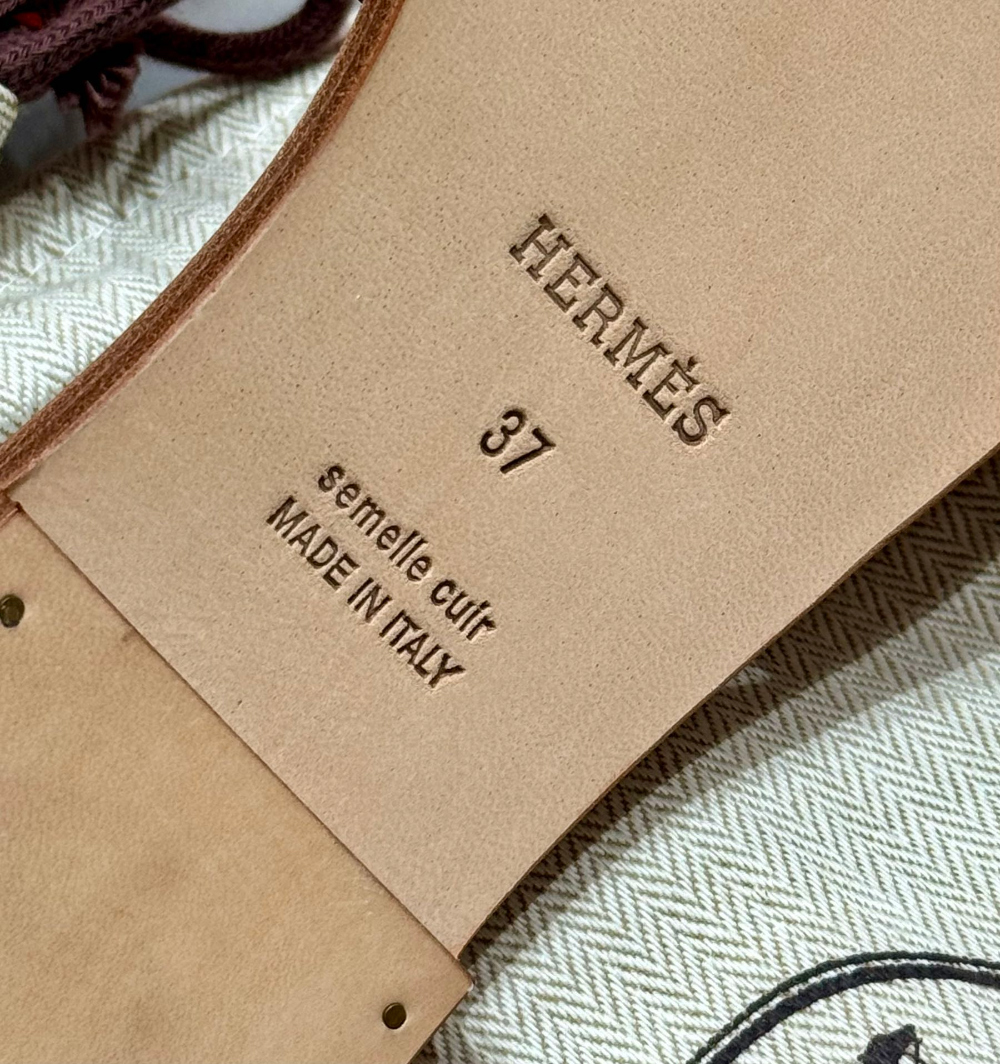 HERMÈS
37
semelle cuir
MADE IN ITALY